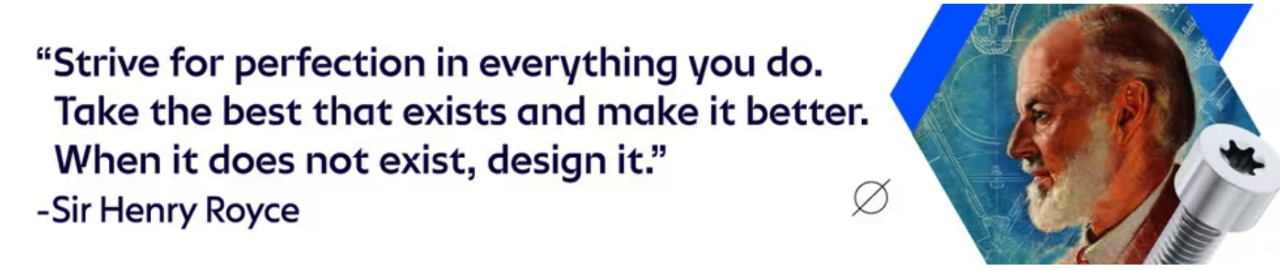 “Strive for perfection in everything you do.
Take the best that exists and make it better.
When it does not exist, design it.”
-Sir Henry Royce